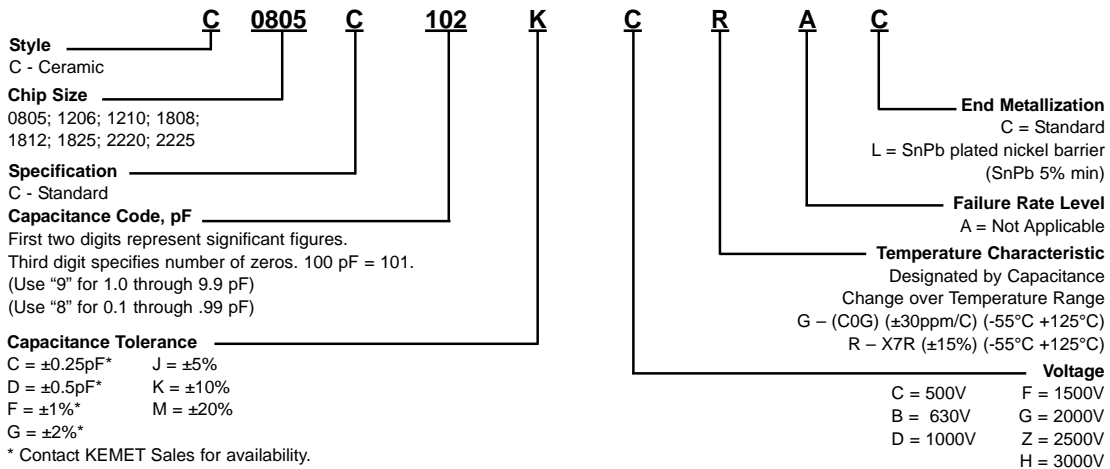 C 0805 C 102 K C R A C
Style
C - Ceramic
Chip Size
0805; 1206; 1210; 1808;
1812; 1825; 2220; 2225
Specification
C - Standard
Capacitance Code, pF
First two digits represent significant figures.
Third digit specifies number of zeros. 100 pF = 101.
(Use “9” for 1.0 through 9.9 pF)
(Use “8” for 0.1 through .99 pF)
Capacitance Tolerance
C = ±0.25pF* J = ±5%
D = ±0.5pF* K = ±10%
F = ±1%* M = ±20%
G = ±2%*
* Contact KEMET Sales for availability.
End Metallization
C = Standard
L = SnPb plated nickel barrier
(SnPb 5% min)
Failure Rate Level
A = Not Applicable
Temperature Characteristic
Designated by Capacitance
Change over Temperature Range
G – (C0G) (±30ppm/C) (-55°C +125°C)
R – X7R (±15%) (-55°C +125°C)
Voltage
C = 500V F = 1500V
B = 630V G = 2000V
D = 1000V Z = 2500V
H = 3000V